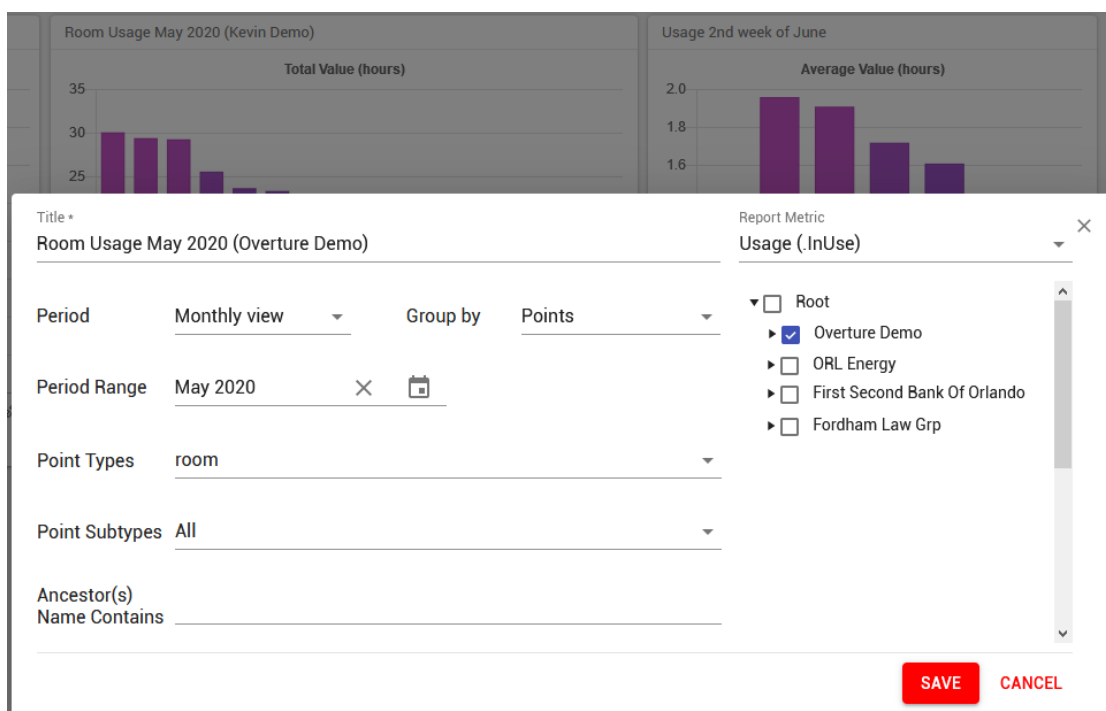 Room Usage May 2020 (Kevin Demo)
Usage 2nd week of June
Total Value (hours)
Average Value (hours)
35
30
25
2.0
1.8
1.6
Title *
Room Usage May 2020 (Overture Demo)
Report Metric
Usage (.InUse)
Period
Monthly view
Group by
Points
Period Range
May 2020
Point Types
room
Point Subtypes
All
Ancestor(s)
Name Contains
Root
Overture Demo
ORL Energy
First Second Bank Of Orlando
Fordham Law Grp
SAVE
CANCEL